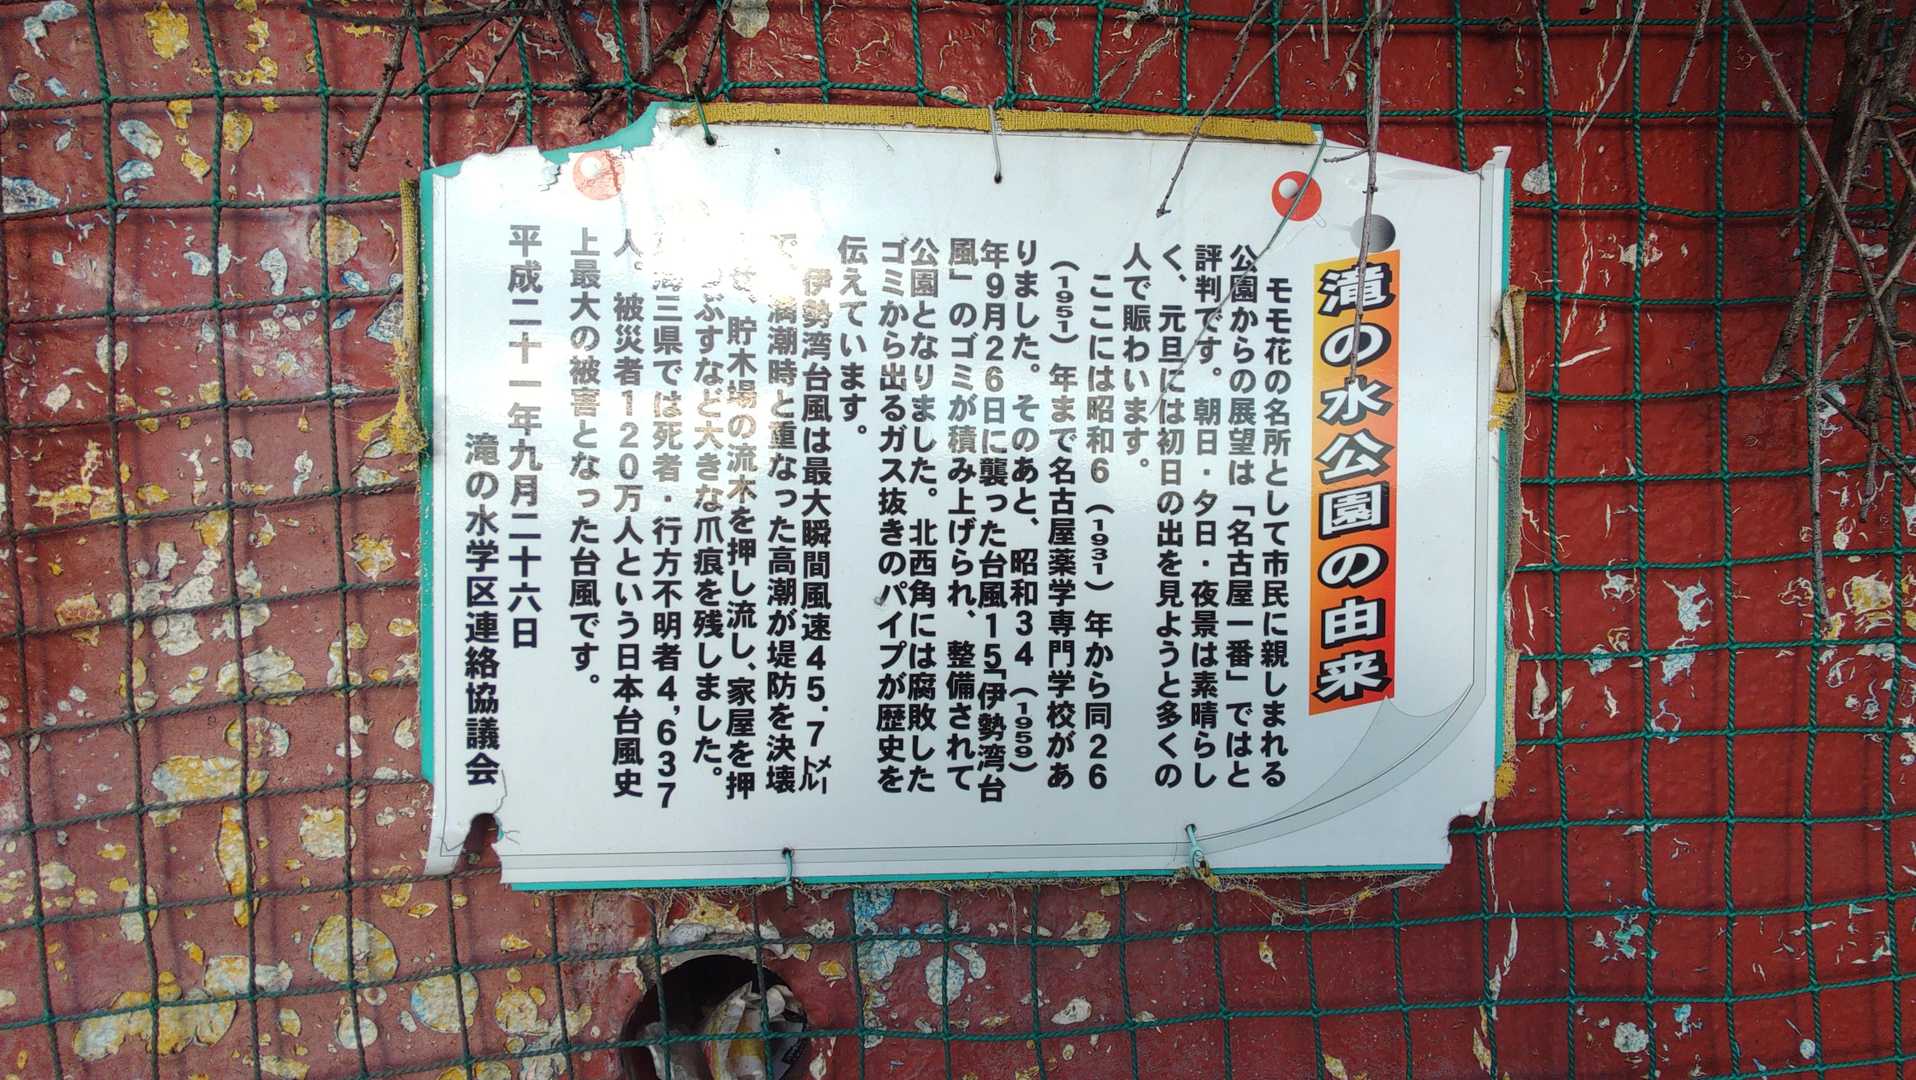 滝の水公園の由来
モモ花の名所として市民に親しまれる
公園からの展望は「名古屋一番」ではと
評判です。朝日・夕日・夜景は素晴らし
く、元旦には初日の出を見ようと多くの
人で賑わいます。
ここには昭和6（1931）年から同26
（1951）年まで名古屋薬学専門学校があ
りました。そのあと、昭和34（1959）
年9月26日に襲った台風15「伊勢湾台
風」のゴミが積み上げられ、整備されて
公園となりました。北西角には腐敗した
ゴミから出るガス抜きのパイプが歴史を
伝えています。
伊勢湾台風は最大瞬間風速45.7メートル
満潮時と重なった高潮が堤防を決壊
せ、貯木場の流木を押し流し、家屋を押
つぶすなど大きな爪痕を残しました。
三県では死者・行方不明者4,637
人。被災者120万人という日本台風史
上最大の被害となった台風です。
平成二十一年九月二十六日
滝の水学区連絡協議会